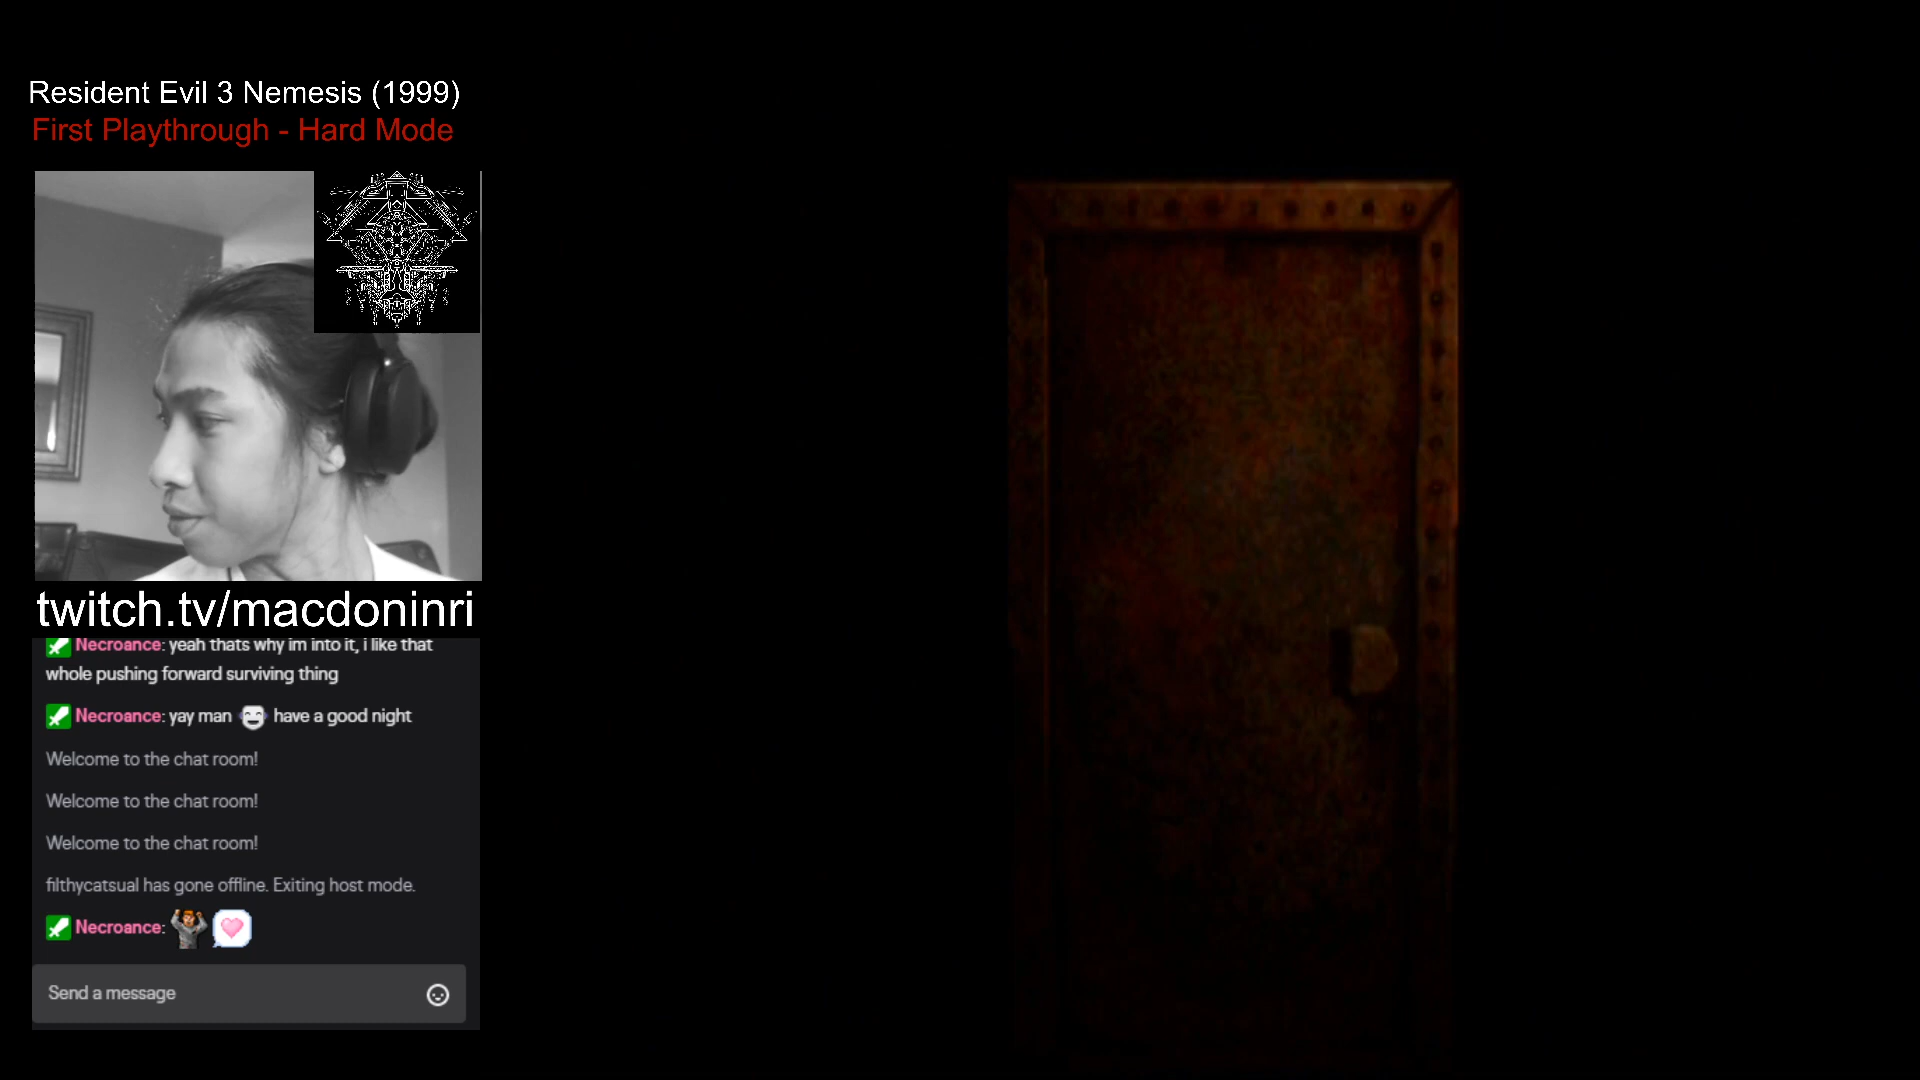 Resident Evil 3 Nemesis (1999)
First Playthrough - Hard Mode
twitch.tv/macdoninri
Necroance: yeah thats why im into it, i like that
whole pushing forward surviving thing
Necroance: yay man have a good night
Welcome to the chat room!
Welcome to the chat room!
Welcome to the chat room!
filthycatsual has gone offline. Exiting host mode.
Necroance:
Send a message